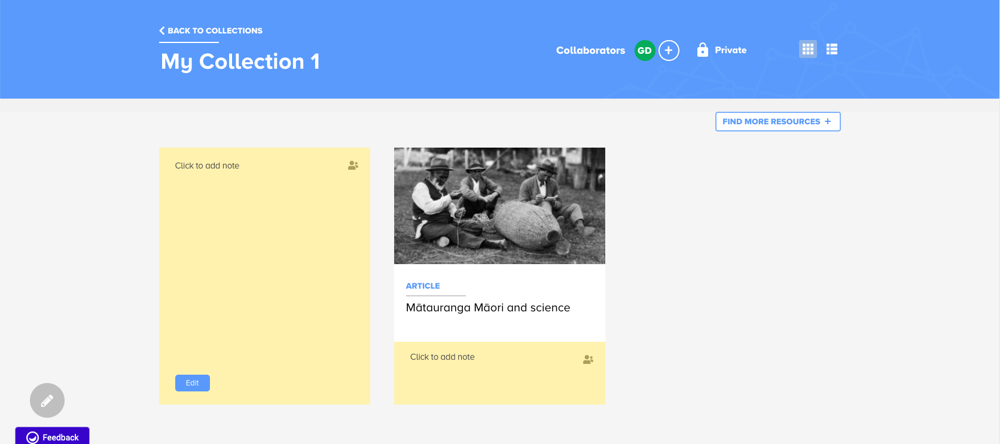 BACK TO COLLECTIONS
My Collection 1
Collaborators GD + Private
FIND MORE RESOURCES +
Click to add note
Edit
ARTICLE
Mātauranga Māori and science
Click to add note
Feedback